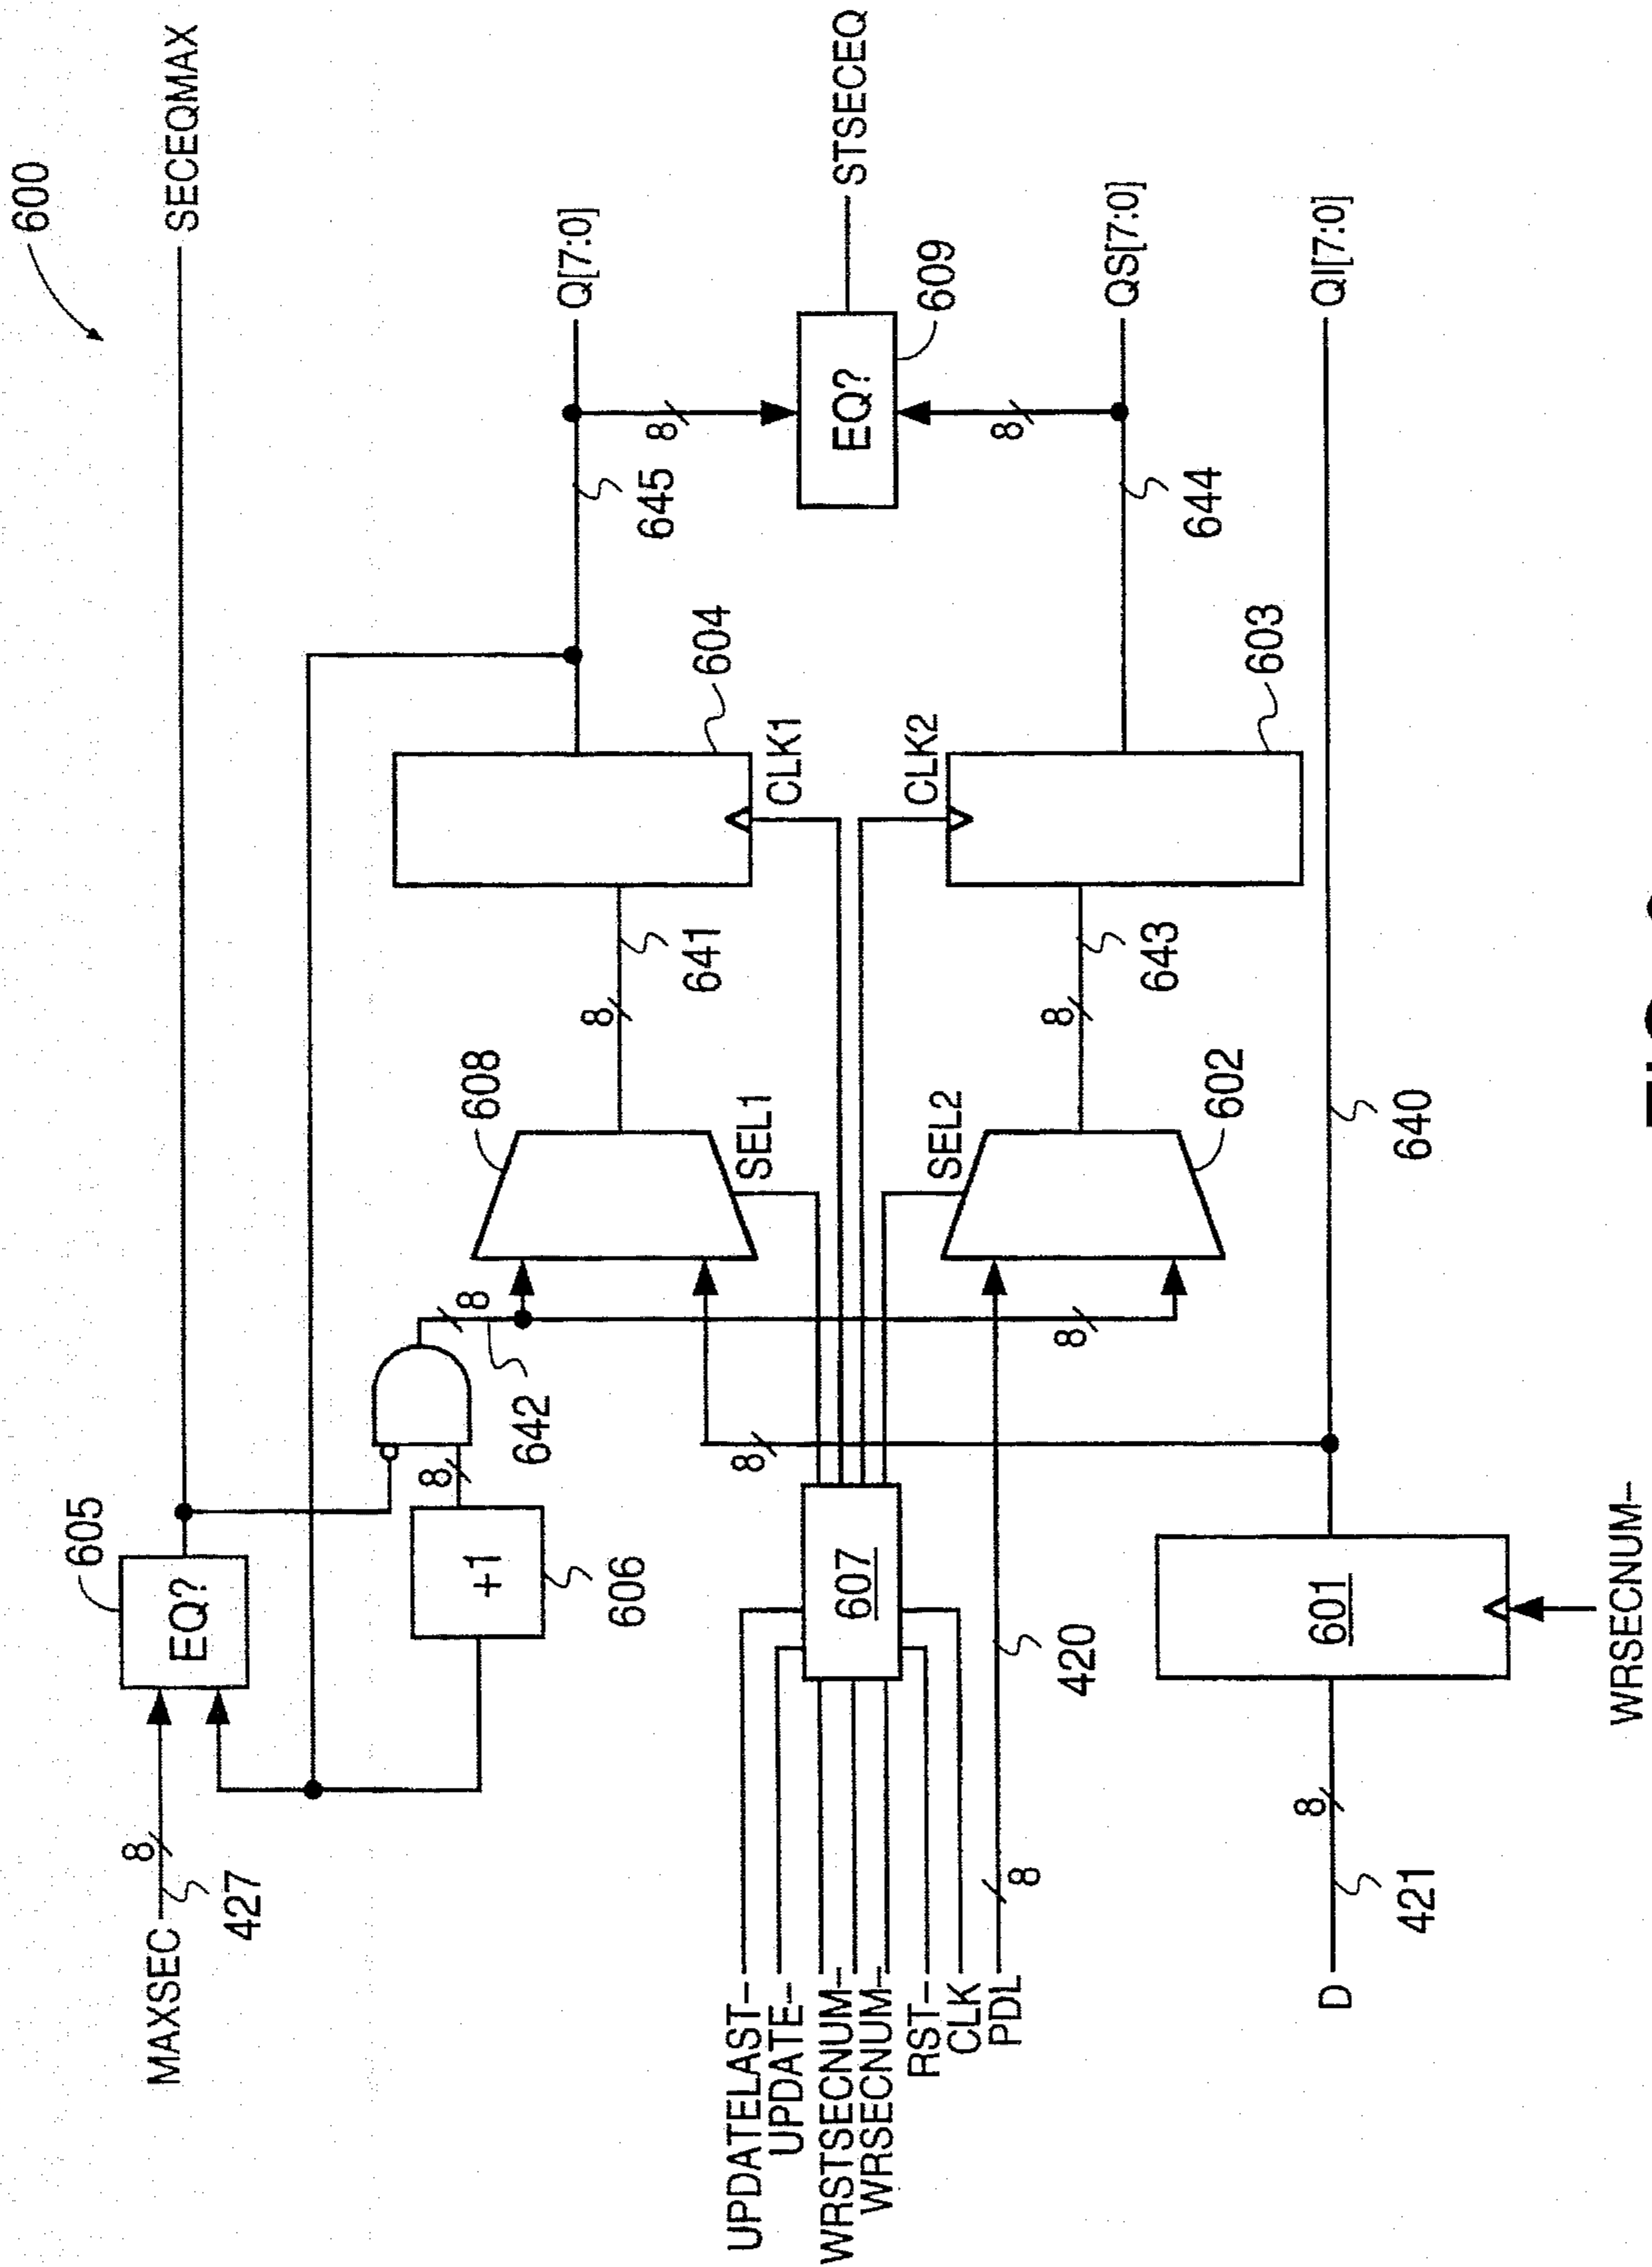 600
SECEQMAX
605
EQ?
MAXSEC
8
427
+1
606
8
642
8
608
SEL1
8
641
604
CLK1
Q[7:0]
645
8
EQ?
609
STSECEQ
8
QS[7:0]
644
603
CLK2
643
8
602
SEL2
8
8
607
UPDATELAST-
UPDATE-
WRSTSECNUM-
WRSECNUM-
RST-
CLK
PDL
8
420
QI[7:0]
640
601
D
8
421
WRSECNUM-